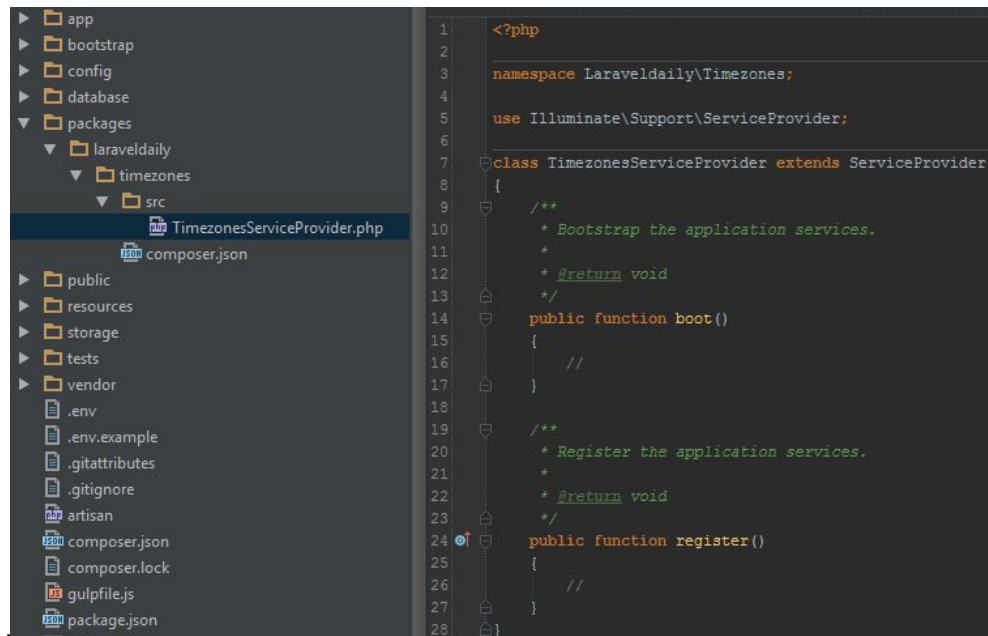 app
bootstrap
config
database
packages
laraveldaily
timezones
src
TimezonesServiceProvider.php
composer.json
public
resources
storage
tests
vendor
.env
.env.example
.gitattributes
.gitignore
artisan
composer.json
composer.lock
gulpfile.js
package.json
1 <?php
2
3 namespace Laraveldaily\Timezones;
4
5 use Illuminate\Support\ServiceProvider;
6
7 class TimezonesServiceProvider extends ServiceProvider
8 {
9 /**
10 * Bootstrap the application services.
11 *
12 * @return void
13 */
14 public function boot()
15 {
16 //
17 }
18
19 /**
20 * Register the application services.
21 *
22 * @return void
23 */
24 public function register()
25 {
26 //
27 }
28 }